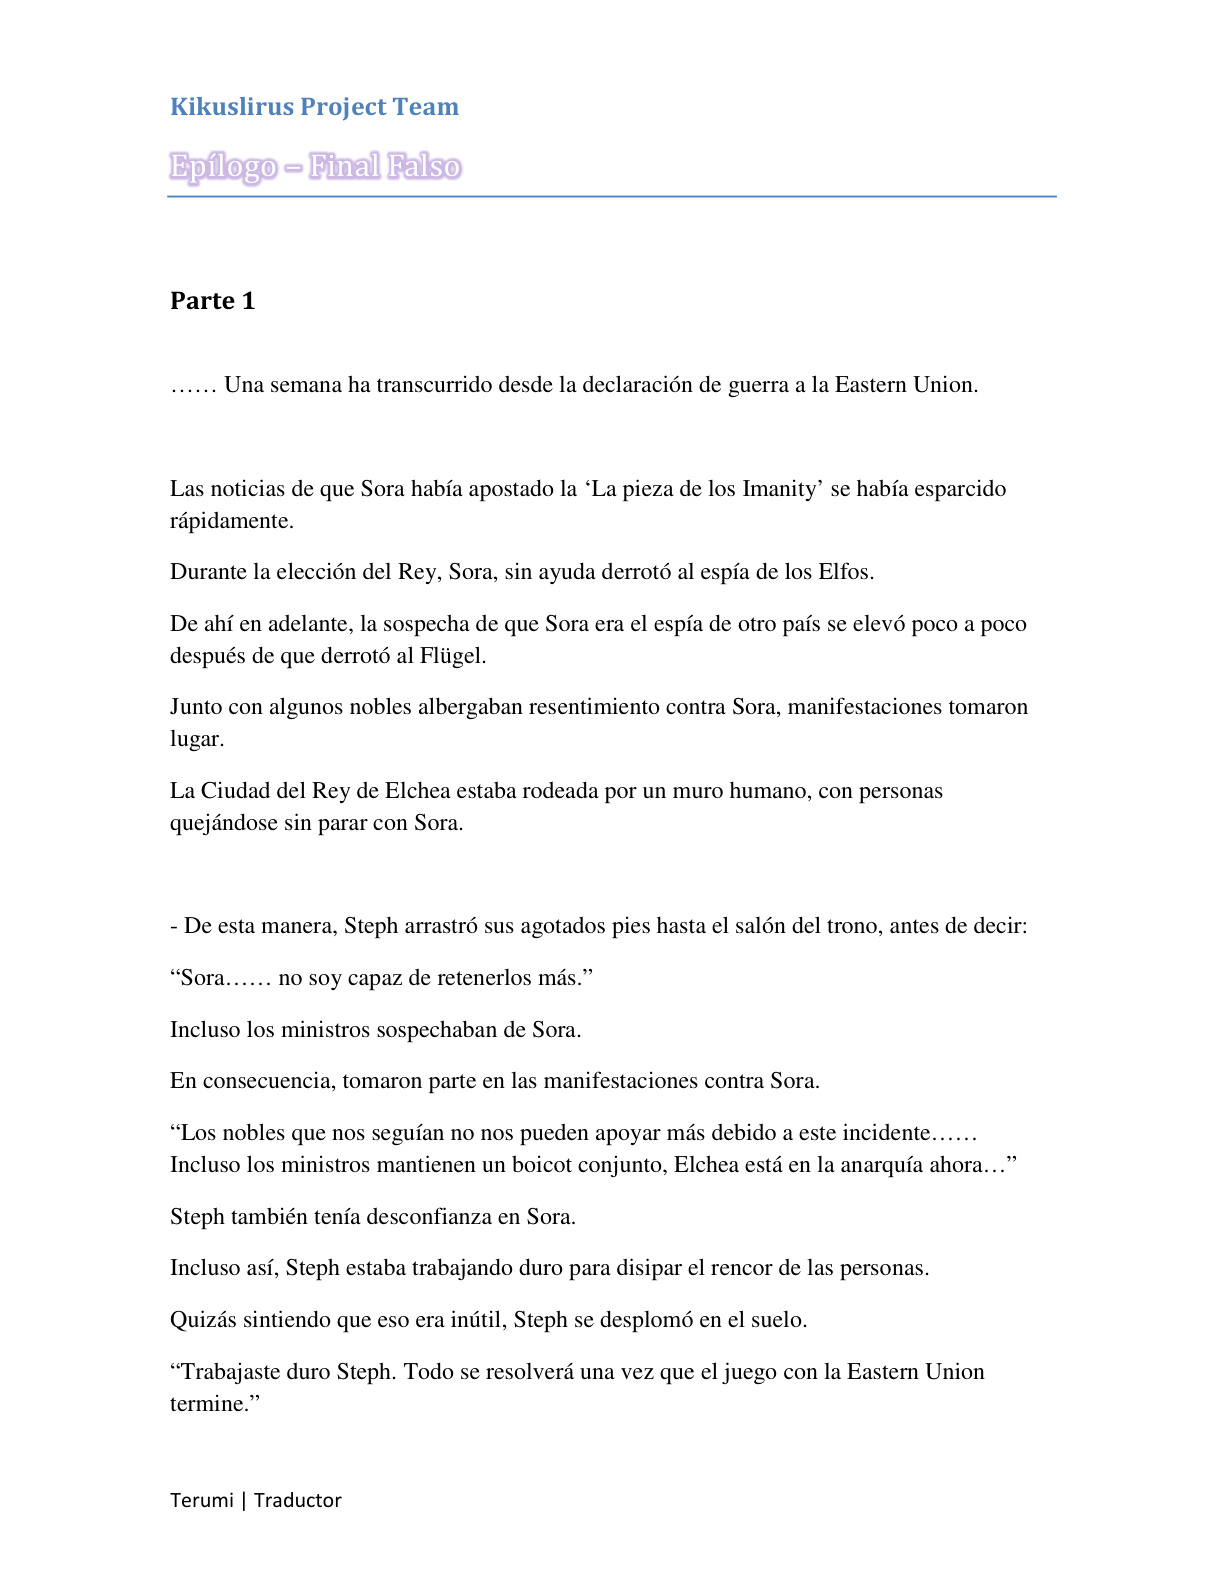 Kikuslirus Project Team
Epílogo – Final Falso
Parte 1
…… Una semana ha transcurrido desde la declaración de guerra a la Eastern Union.
Las noticias de que Sora había apostado la ‘La pieza de los Imanity’ se había esparcido
rápidamente.
Durante la elección del Rey, Sora, sin ayuda derrotó al espía de los Elfos.
De ahí en adelante, la sospecha de que Sora era el espía de otro país se elevó poco a poco
después de que derrotó al Flügel.
Junto con algunos nobles albergaban resentimiento contra Sora, manifestaciones tomaron
lugar.
La Ciudad del Rey de Elchea estaba rodeada por un muro humano, con personas
quejándose sin parar con Sora.
- De esta manera, Steph arrastró sus agotados pies hasta el salón del trono, antes de decir:
“Sora…… no soy capaz de retenerlos más.”
Incluso los ministros sospechaban de Sora.
En consecuencia, tomaron parte en las manifestaciones contra Sora.
“Los nobles que nos seguían no nos pueden apoyar más debido a este incidente……
Incluso los ministros mantienen un boicot conjunto, Elchea está en la anarquía ahora…”
Steph también tenía desconfianza en Sora.
Incluso así, Steph estaba trabajando duro para disipar el rencor de las personas.
Quizás sintiendo que eso era inútil, Steph se desplomó en el suelo.
“Trabajaste duro Steph. Todo se resolverá una vez que el juego con la Eastern Union
termine.”
Terumi | Traductor